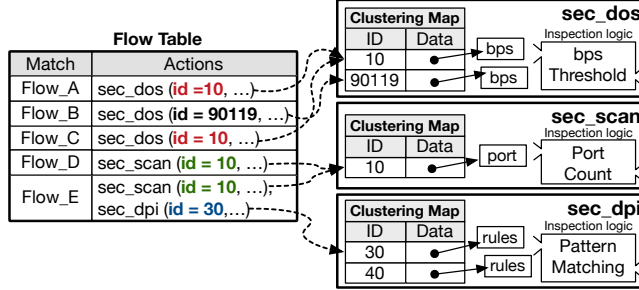 Flow Table
Match Actions
Flow_A sec_dos (id =10, ...)
Flow_B sec_dos (id = 90119, ...)
Flow_C sec_dos (id = 10, ...)
Flow_D sec_scan (id = 10, ...)
Flow_E sec_scan (id = 10, ...),
sec_dpi (id = 30,...)
sec_dos
Clustering Map
ID Data
10
90119
bps
bps
Inspection logic
bps
Threshold
sec_scan
Clustering Map
ID Data
10
port
Inspection logic
Port
Count
sec_dpi
Clustering Map
ID Data
30
40
rules
rules
Inspection logic
Pattern
Matching